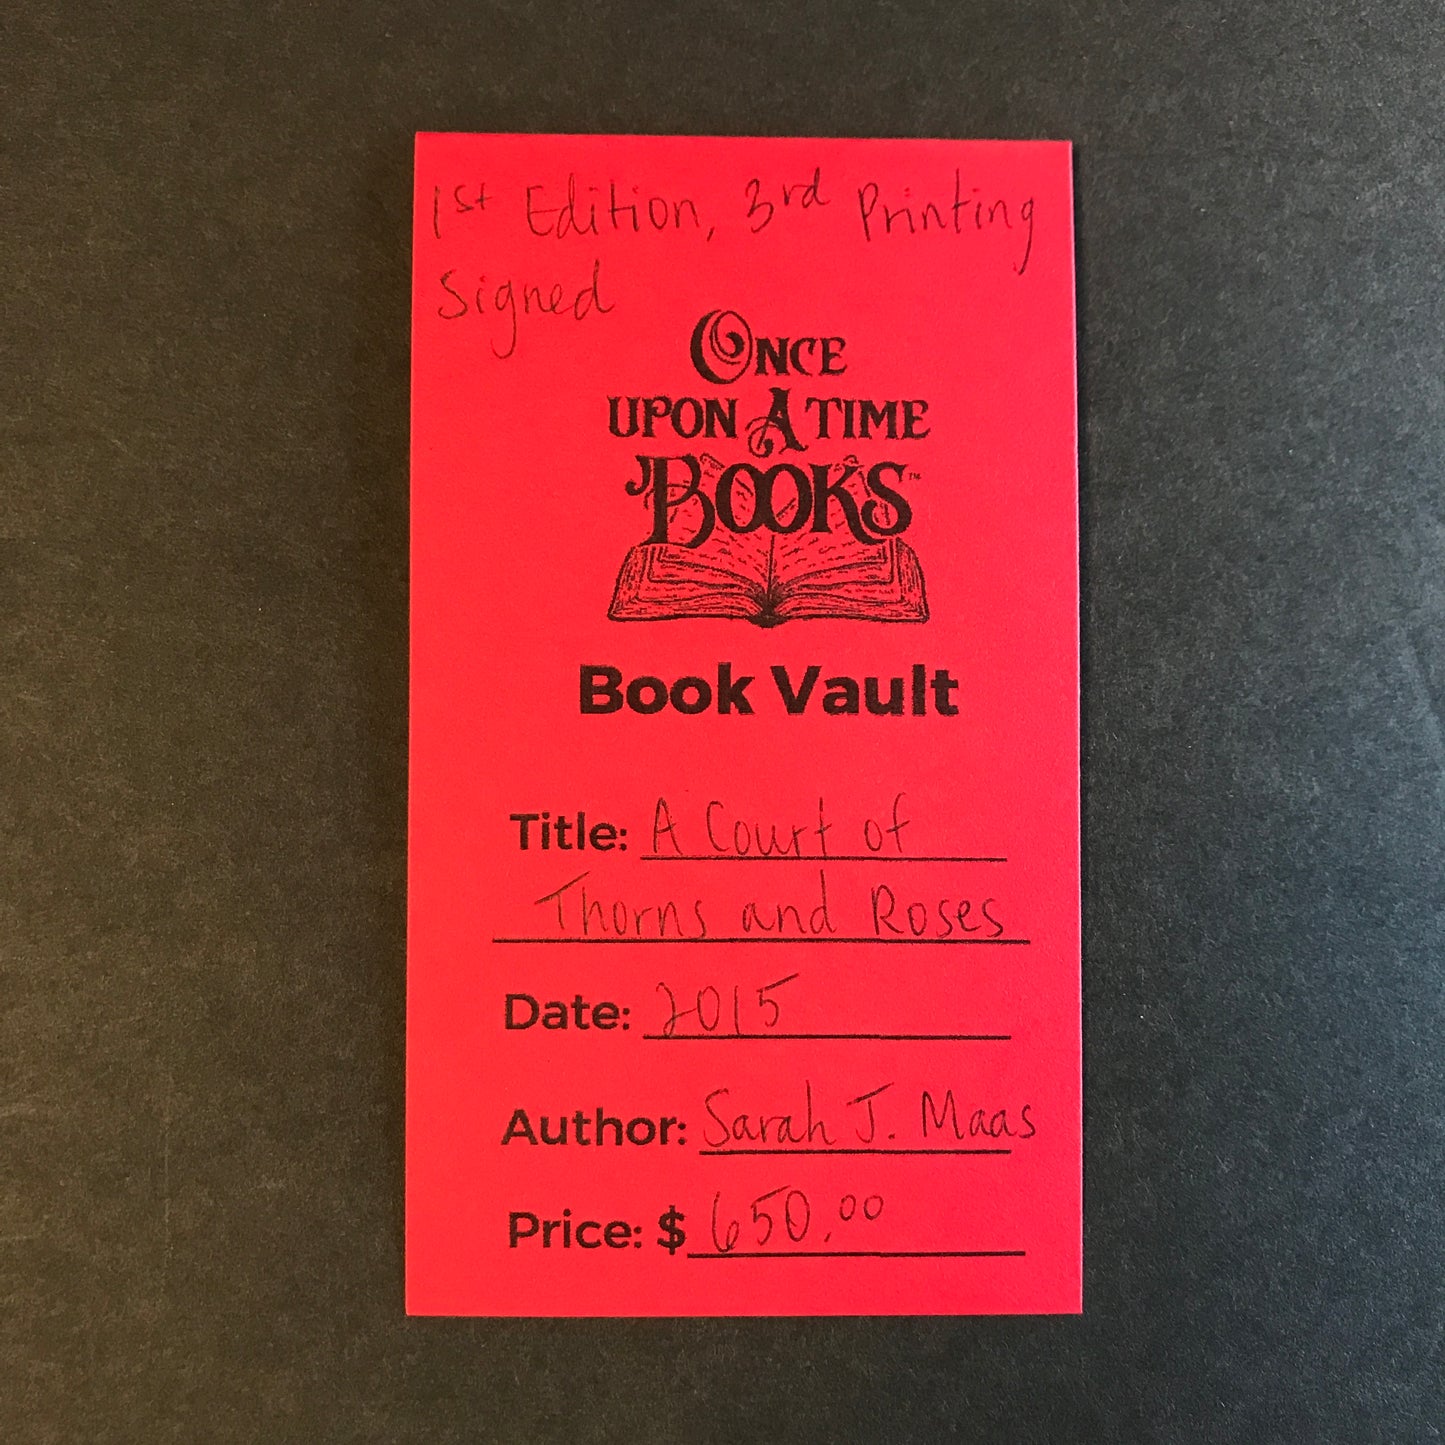 1st Edition, 3rd Printing
Signed
ONCE
UPON A TIME
BOOKS™
Book Vault
Title: A Court of
Thorns and Roses
Date: 2015
Author: Sarah J. Maas
Price: $ 650.00